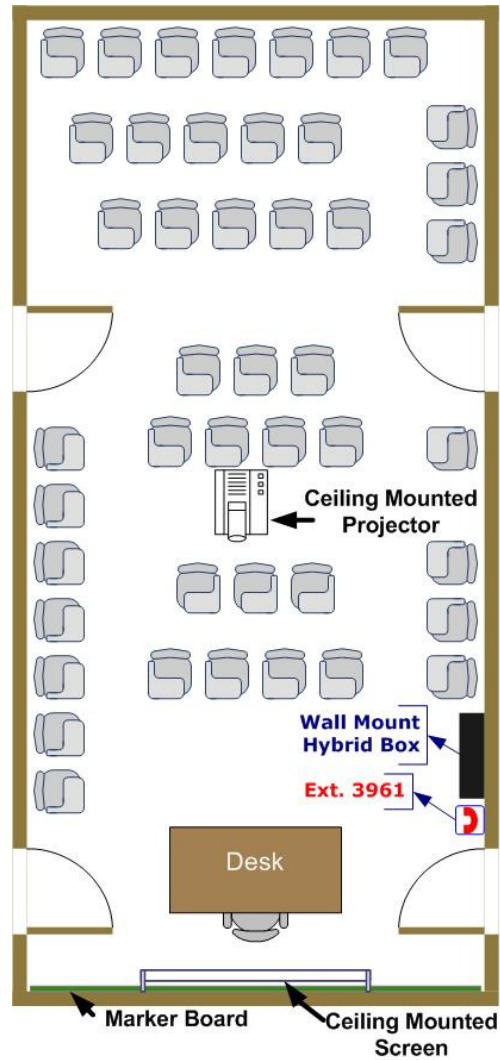 Ceiling Mounted
Projector
Wall Mount
Hybrid Box
Ext. 3961
Desk
Marker Board
Ceiling Mounted
Screen